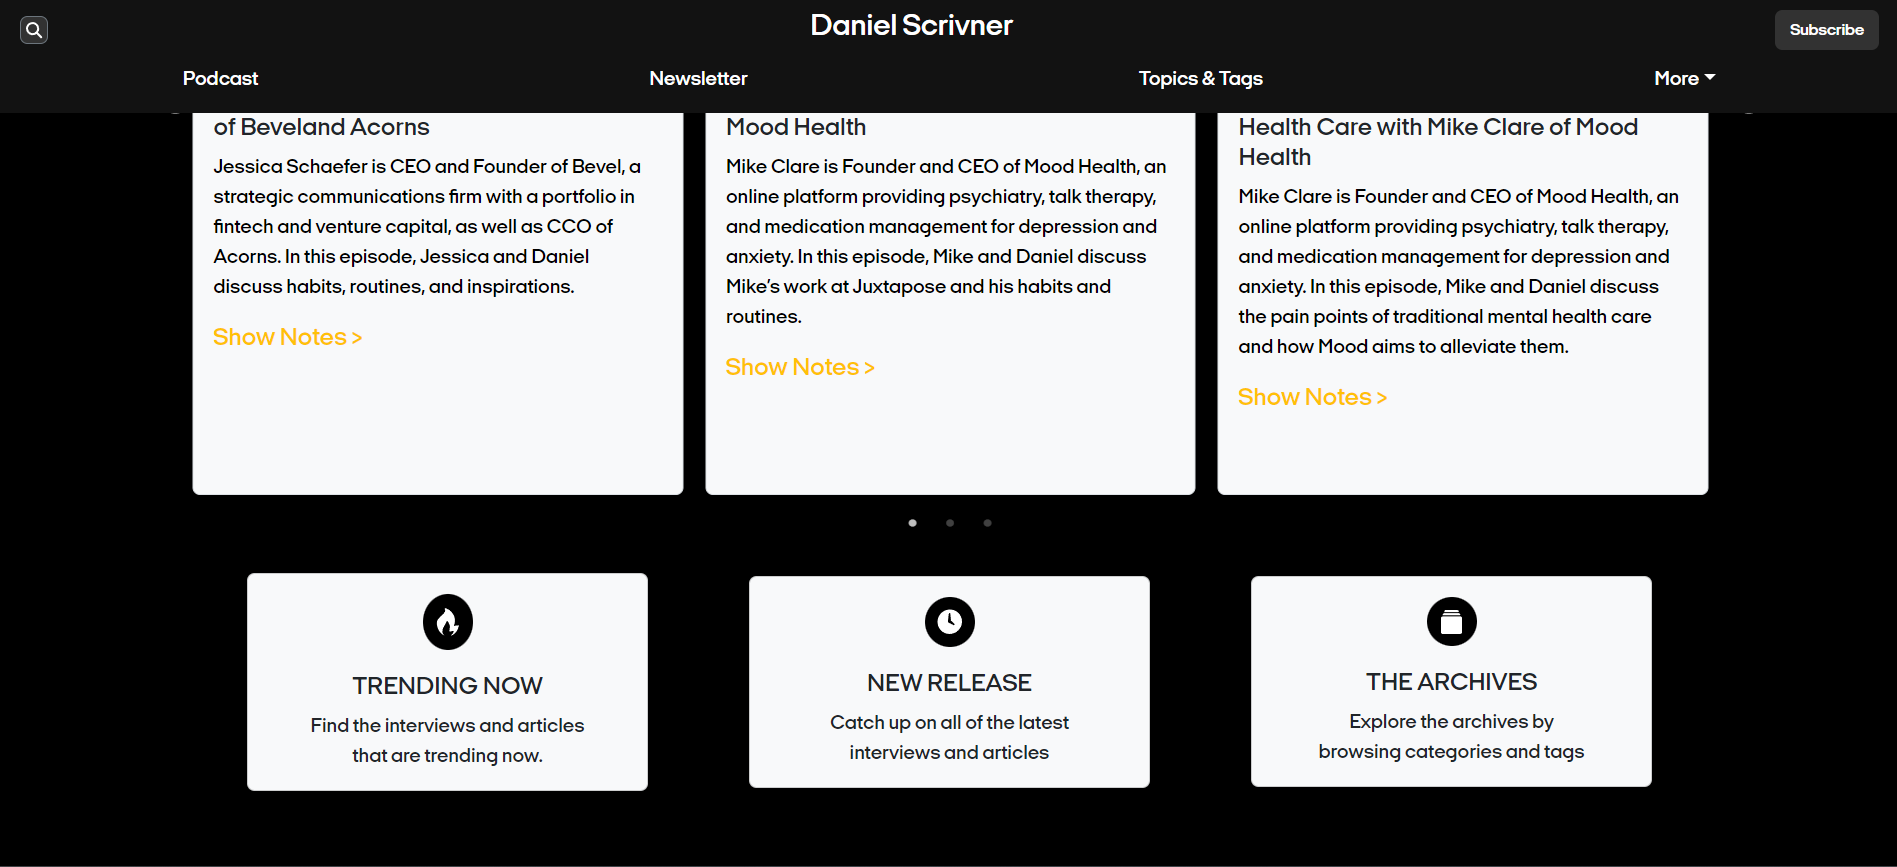 Daniel Scrivner
Subscribe
Podcast
Newsletter
Topics & Tags
More
of Beveland Acorns
Jessica Schaefer is CEO and Founder of Bevel, a
strategic communications firm with a portfolio in
fintech and venture capital, as well as CCO of
Acorns. In this episode, Jessica and Daniel
discuss habits, routines, and inspirations.
Show Notes >
Mood Health
Mike Clare is Founder and CEO of Mood Health, an
online platform providing psychiatry, talk therapy,
and medication management for depression and
anxiety. In this episode, Mike and Daniel discuss
Mike's work at Juxtapose and his habits and
routines.
Show Notes >
Health Care with Mike Clare of Mood
Health
Mike Clare is Founder and CEO of Mood Health, an
online platform providing psychiatry, talk therapy,
and medication management for depression and
anxiety. In this episode, Mike and Daniel discuss
the pain points of traditional mental health care
and how Mood aims to alleviate them.
Show Notes >
TRENDING NOW
Find the interviews and articles
that are trending now.
NEW RELEASE
Catch up on all of the latest
interviews and articles
THE ARCHIVES
Explore the archives by
browsing categories and tags